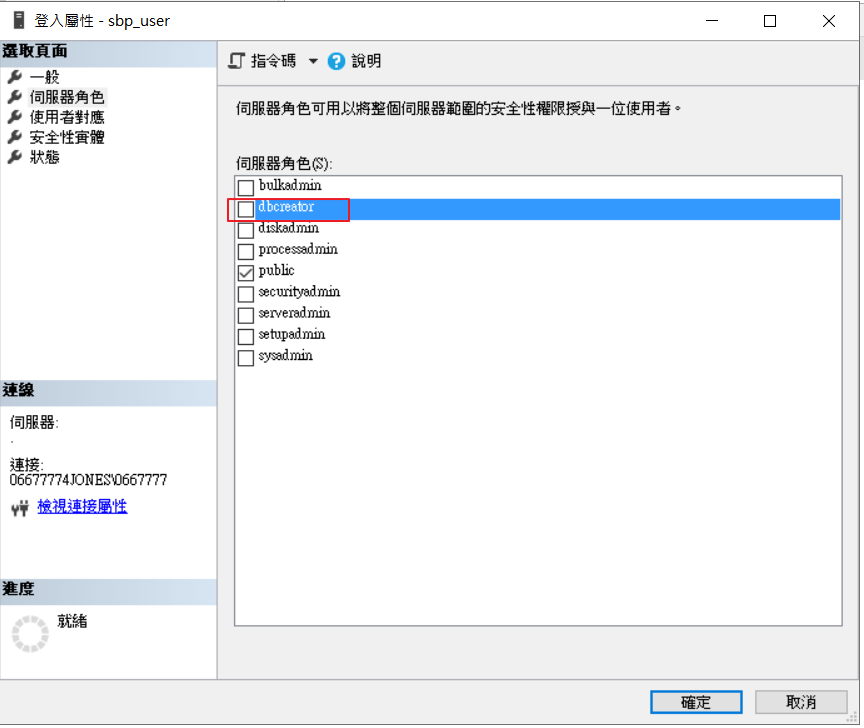 登入屬性 - sbp_user
選取頁面
一般
伺服器角色
使用者對應
安全性實體
狀態
連線
伺服器:
.
連接:
06677774JONES\0667777
檢視連接屬性
進度
就緒
指令碼 說明
伺服器角色可用以將整個伺服器範圍的安全性權限授與一位使用者。
伺服器角色(S):
bulkadmin
dbcreator
diskadmin
processadmin
public
securityadmin
serveradmin
setupadmin
sysadmin
確定 取消